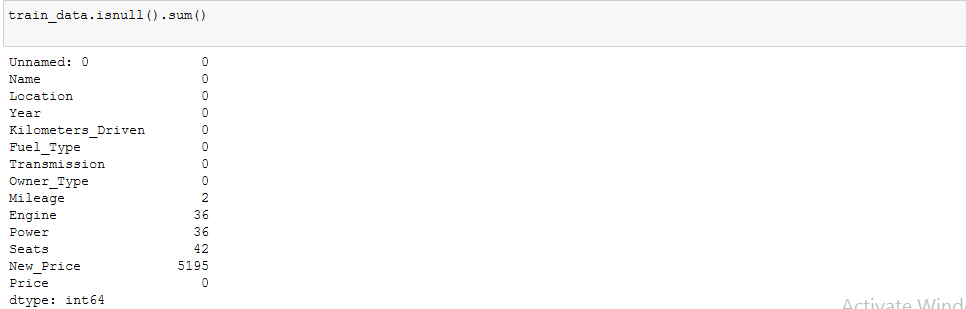 train_data.isnull().sum()
Unnamed: 0 0
Name 0
Location 0
Year 0
Kilometers_Driven 0
Fuel_Type 0
Transmission 0
Owner_Type 0
Mileage 2
Engine 36
Power 36
Seats 42
New_Price 5195
Price 0
dtype: int64
Activate Wind